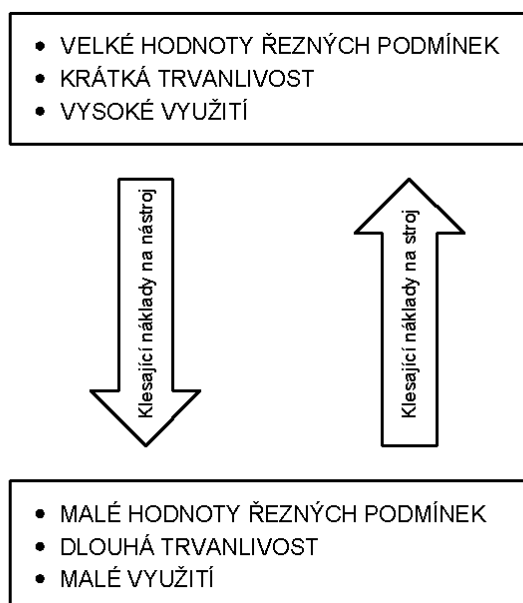 • VELKÉ HODNOTY ŘEZNÝCH PODMÍNEK
• KRÁTKÁ TRVANLIVOST
• VYSOKÉ VYUŽITÍ
Klesající náklady na nástroj
Klesající náklady na stroj
• MALÉ HODNOTY ŘEZNÝCH PODMÍNEK
• DLOUHÁ TRVANLIVOST
• MALÉ VYUŽITÍ